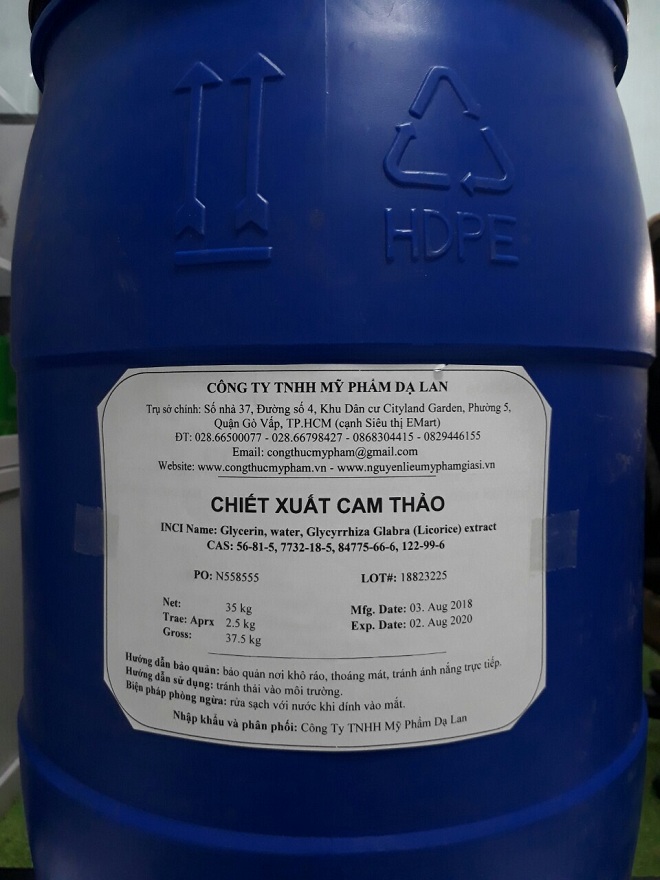 HDPE
CÔNG TY TNHH MỸ PHẨM DẠ LAN
Trụ sở chính: Số nhà 37, Đường số 4, Khu Dân cư Cityland Garden, Phường 5,
Quận Gò Vấp, TP.HCM (cạnh Siêu thị EMart)
ĐT: 028.66500077 - 028.66798427 - 0868304415 - 0829446155
Email: congthucmypham@gmail.com
Website: www.congthucmypham.vn - www.nguyenlieumyphamgiasi.vn
CHIẾT XUẤT CAM THẢO
INCI Name: Glycerin, water, Glycyrrhiza Glabra (Licorice) extract
CAS: 56-81-5, 7732-18-5, 84775-66-6, 122-99-6
PO: N558555 LOT#: 18823225
Net: 35 kg Mfg. Date: 03. Aug 2018
Trae: Aprx 2.5 kg Exp. Date: 02. Aug 2020
Gross: 37.5 kg
Hướng dẫn bảo quản: bảo quản nơi khô ráo, thoáng mát, tránh ánh nắng trực tiếp.
Hướng dẫn sử dụng: tránh thải vào môi trường.
Biện pháp phòng ngừa: rửa sạch với nước khi dính vào mắt.
Nhập khẩu và phân phối: Công Ty TNHH Mỹ Phẩm Dạ Lan